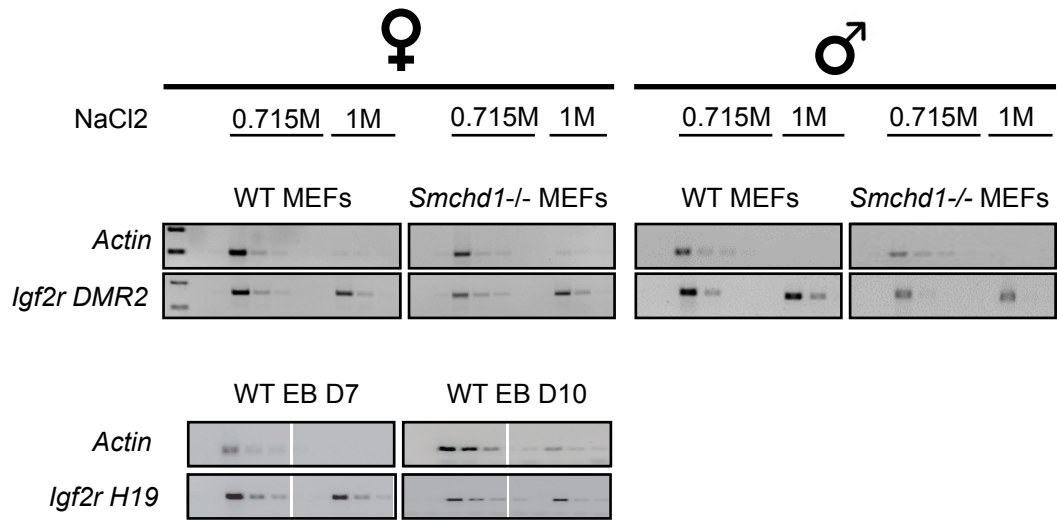 ♀ ♂
NaCl2 0.715M 1M 0.715M 1M 0.715M 1M 0.715M 1M
WT MEFs Smchd1-/- MEFs WT MEFs Smchd1-/- MEFs
Actin
Igf2r DMR2
WT EB D7 WT EB D10
Actin
Igf2r H19